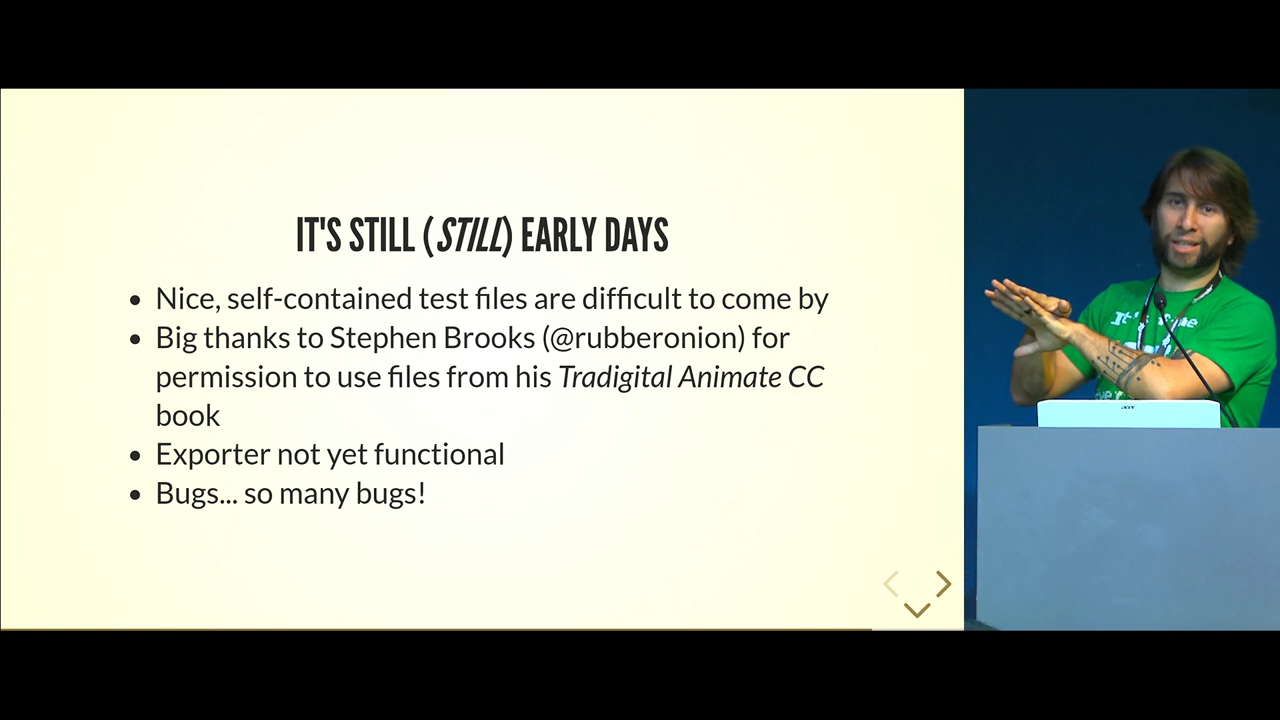 IT'S STILL (STILL) EARLY DAYS
• Nice, self-contained test files are difficult to come by
• Big thanks to Stephen Brooks (@rubberonion) for
permission to use files from his Tradigital Animate CC
book
• Exporter not yet functional
• Bugs... so many bugs!
acer